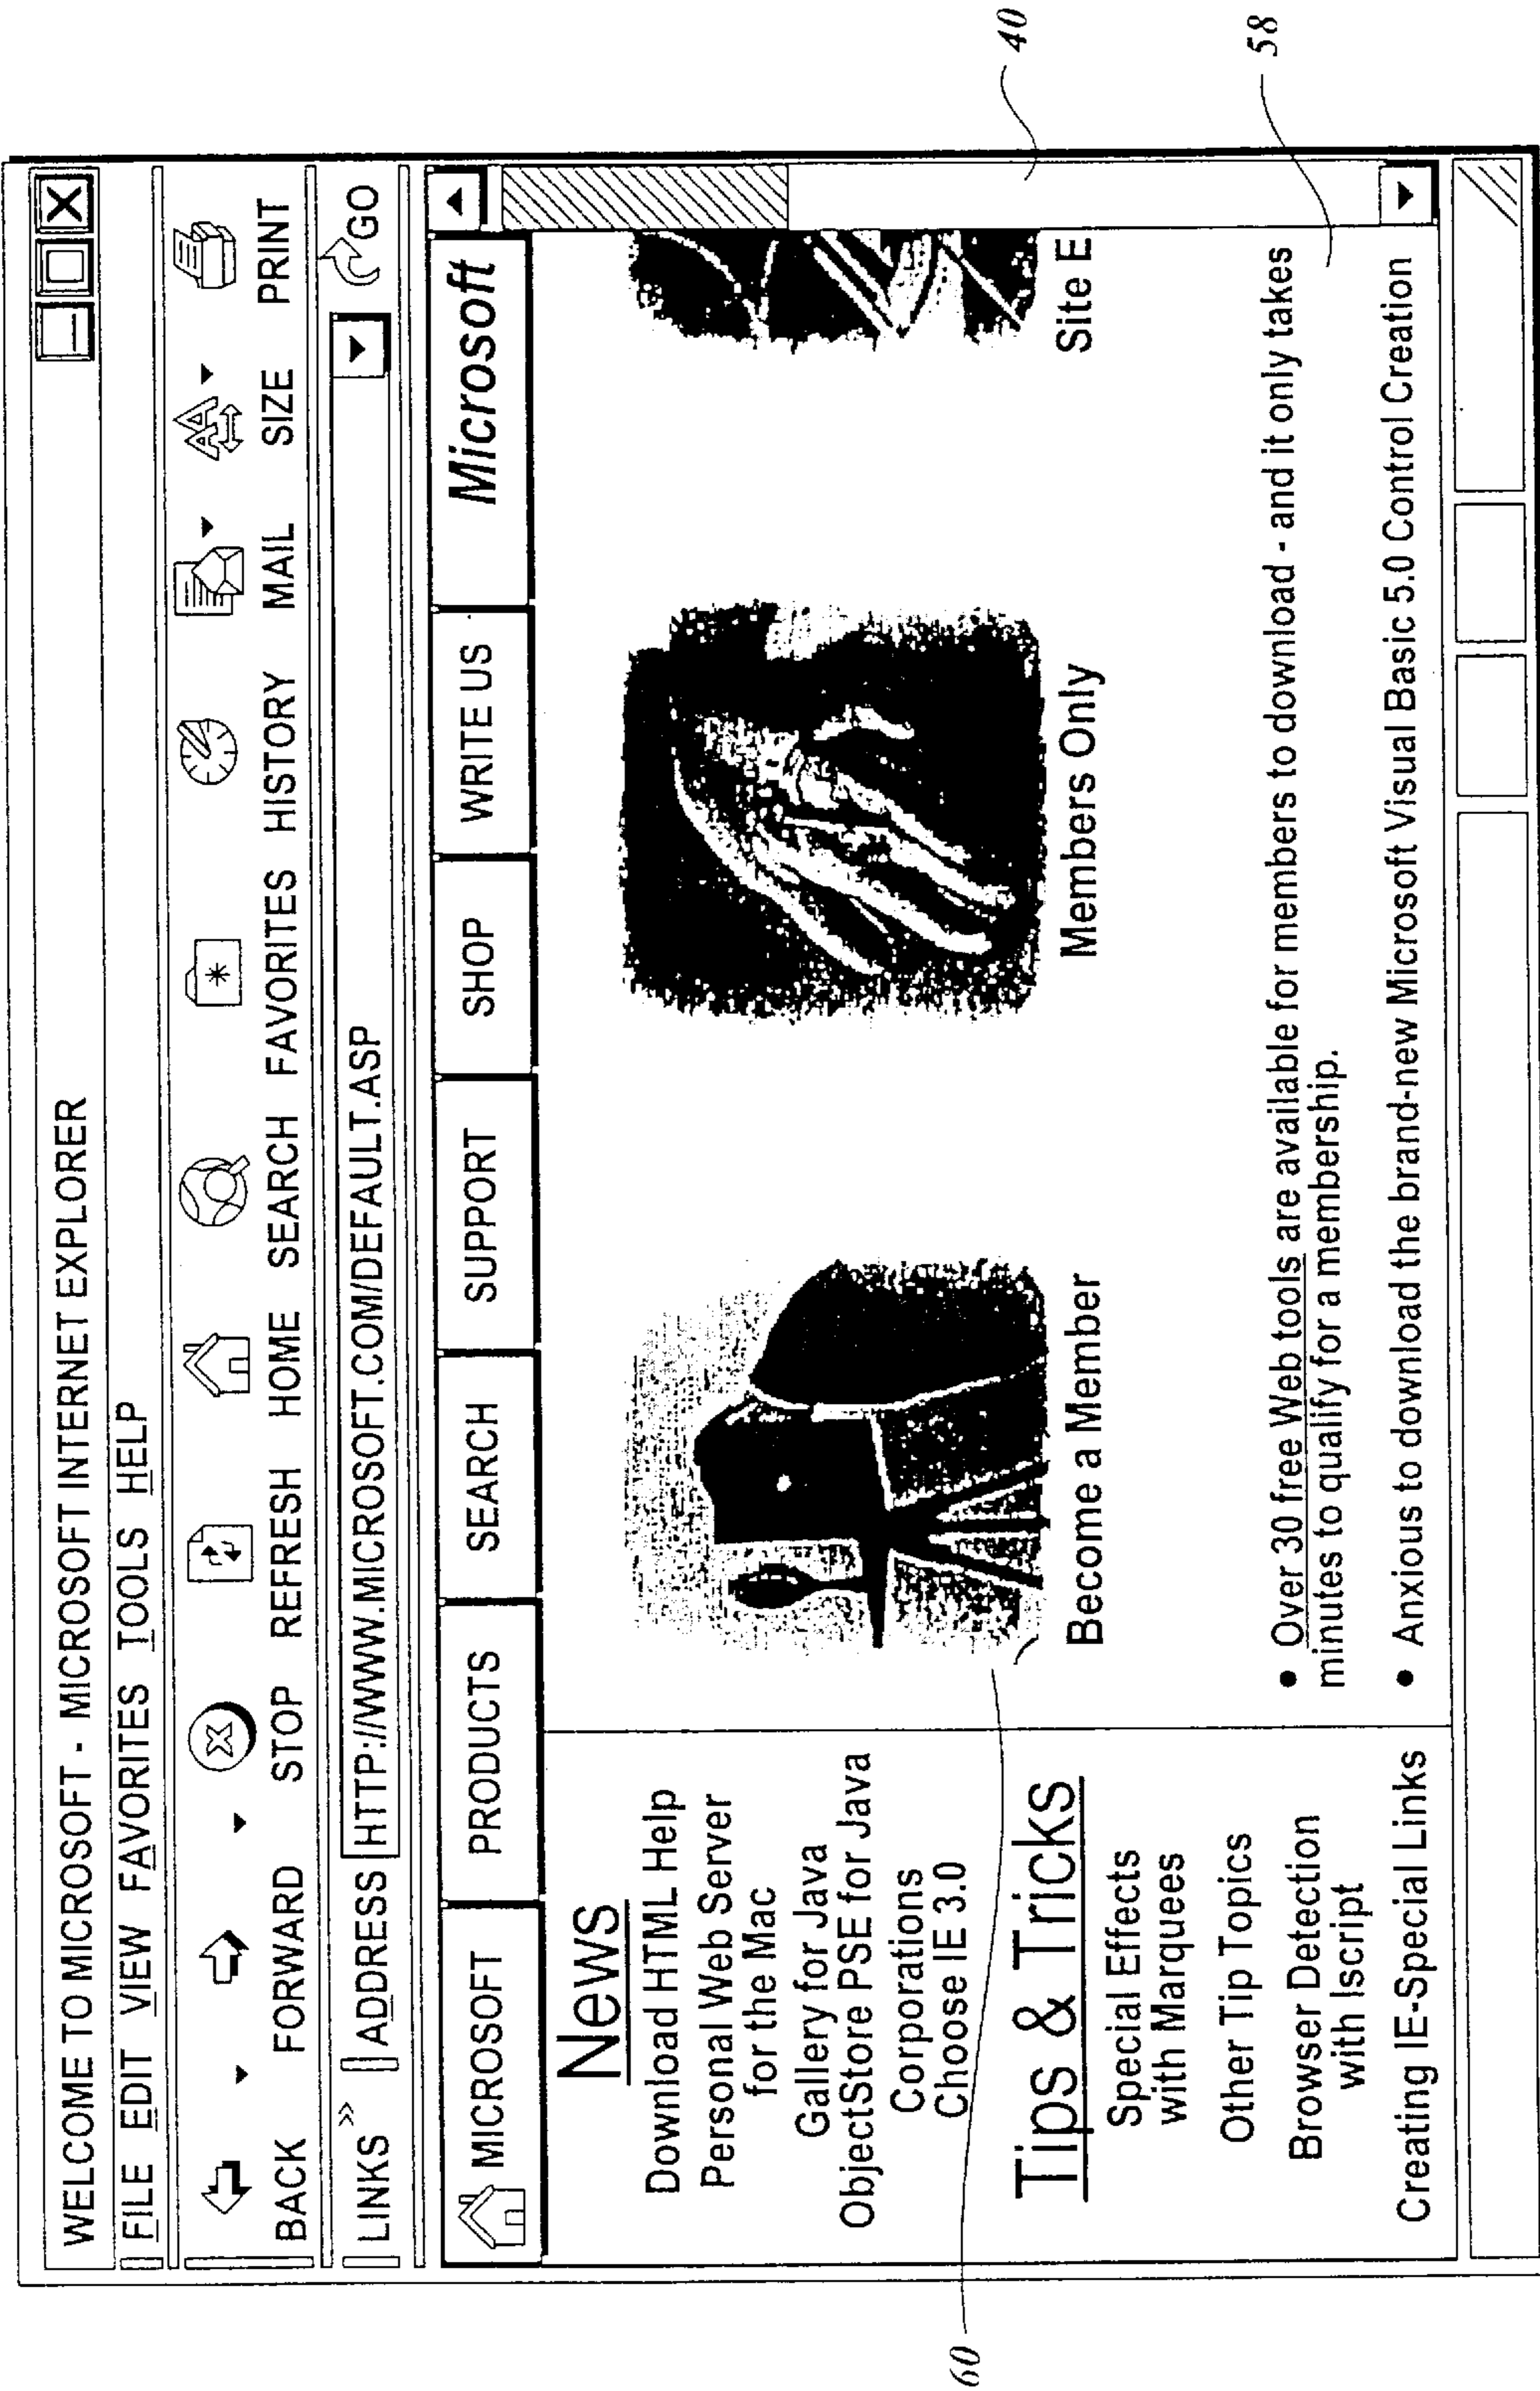 WELCOME TO MICROSOFT - MICROSOFT INTERNET EXPLORER
FILE EDIT VIEW FAVORITES TOOLS HELP
BACK FORWARD STOP REFRESH HOME SEARCH FAVORITES HISTORY MAIL SIZE PRINT
LINKS » ADDRESS HTTP://WWW.MICROSOFT.COM/DEFAULT.ASP GO
MICROSOFT PRODUCTS SEARCH SUPPORT SHOP WRITE US Microsoft
News
Download HTML Help
Personal Web Server
for the Mac
Gallery for Java
ObjectStore PSE for Java
Corporations
Choose IE 3.0
Tips & Tricks
Special Effects
with Marquees
Other Tip Topics
Browser Detection
with Iscript
Creating IE-Special Links
Become a Member Members Only Site E
• Over 30 free Web tools are available for members to download - and it only takes
minutes to qualify for a membership.
• Anxious to download the brand-new Microsoft Visual Basic 5.0 Control Creation
40
58
60